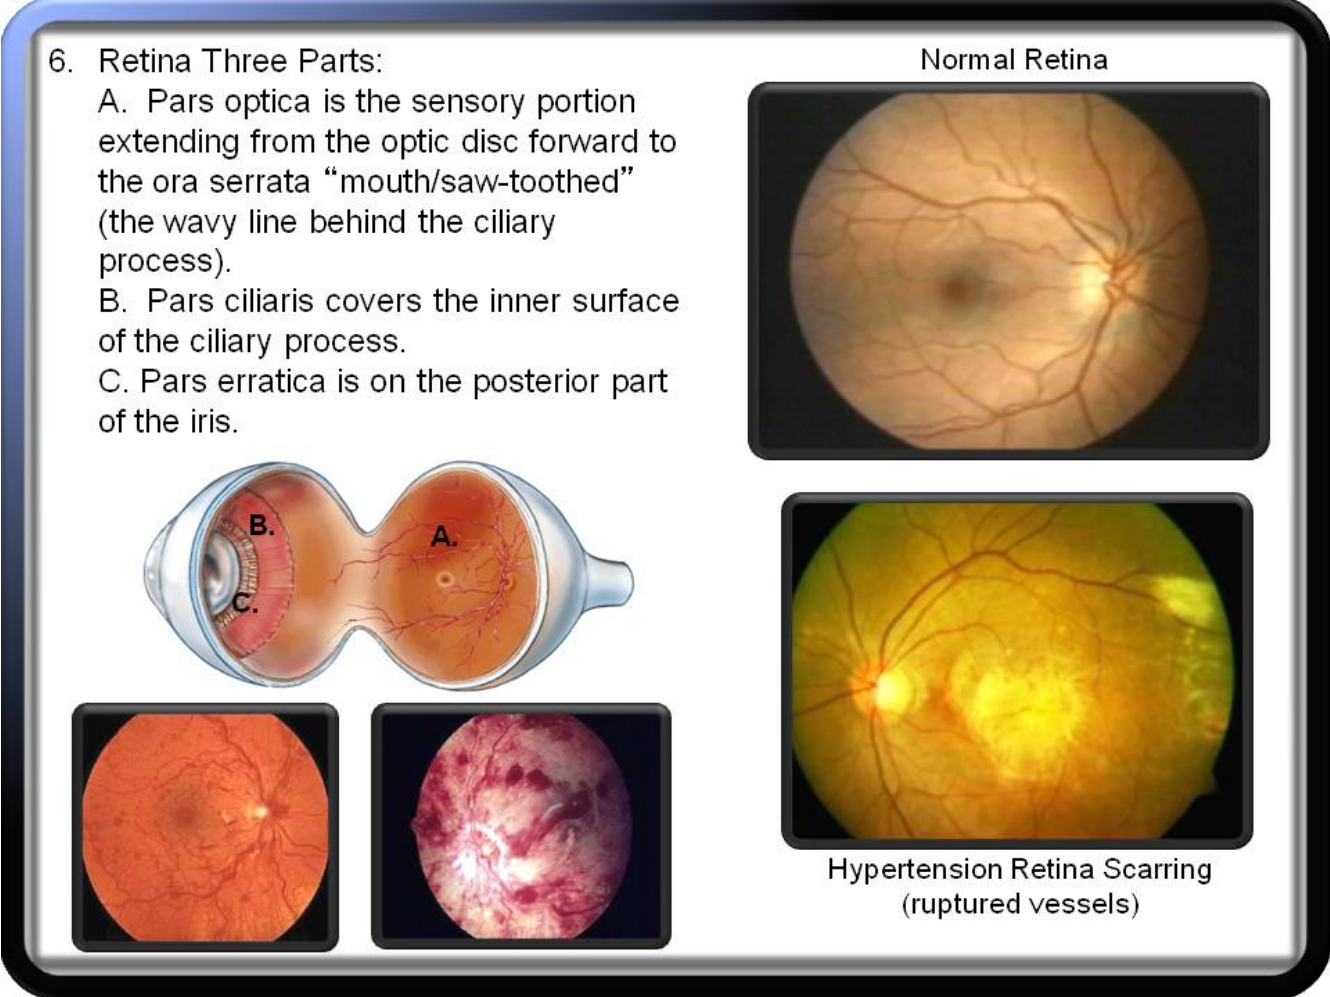 6. Retina Three Parts:
A. Pars optica is the sensory portion
extending from the optic disc forward to
the ora serrata “mouth/saw-toothed”
(the wavy line behind the ciliary
process).
B. Pars ciliaris covers the inner surface
of the ciliary process.
C. Pars erratica is on the posterior part
of the iris.
B.
A.
C.
Normal Retina
Hypertension Retina Scarring
(ruptured vessels)